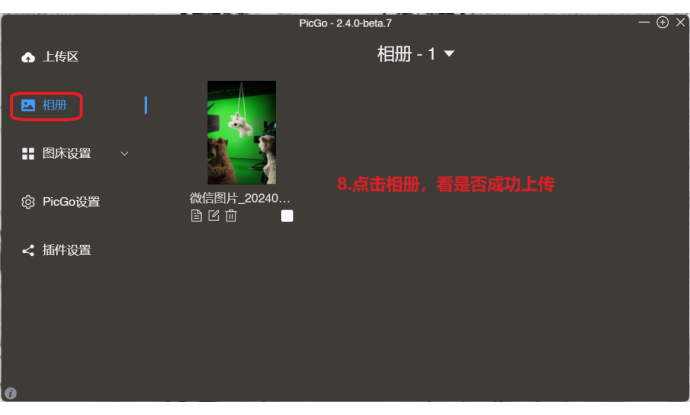 PicGo - 2.4.0-beta.7
上传区
相册 - 1
相册
图床设置
8.点击相册，看是否成功上传
PicGo设置
微信图片_20240...
插件设置